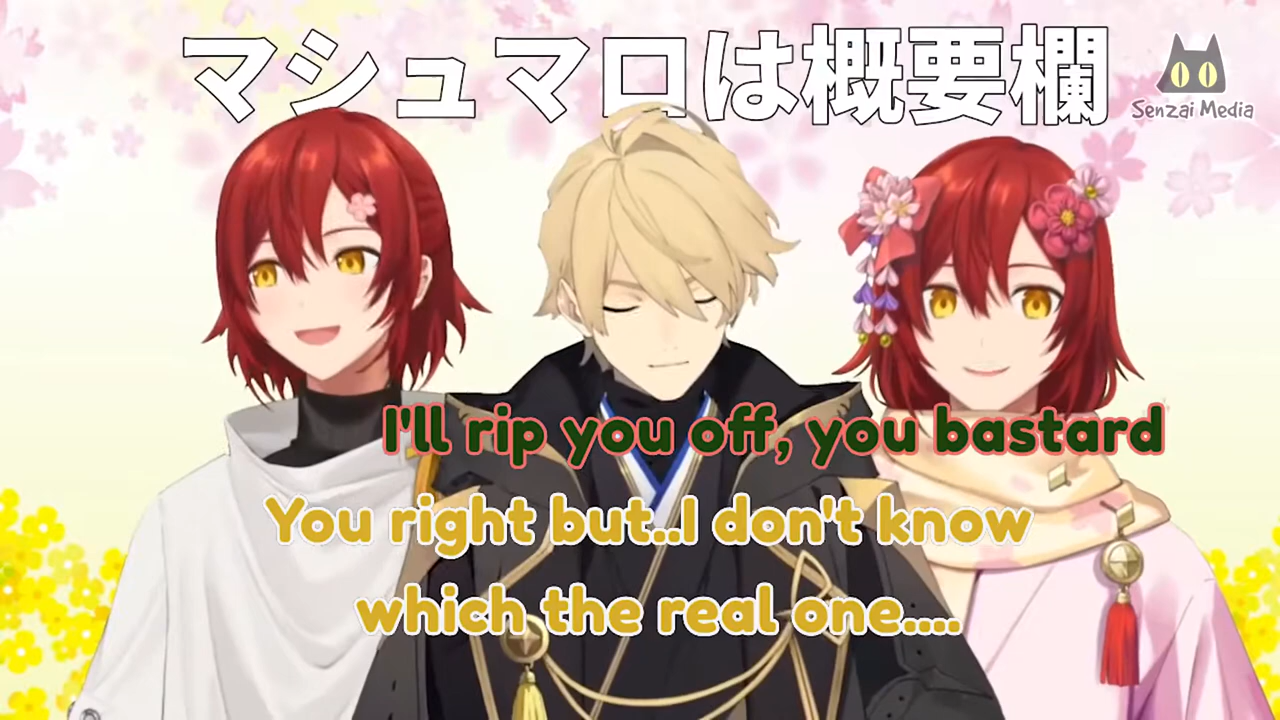 マシュマロは概要欄
Senzai Media
I'll rip you off, you bastard
You right but..I don't know
which the real one....